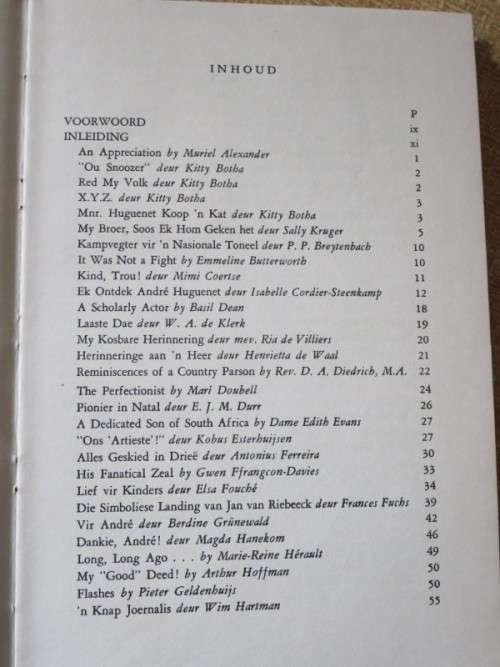 INHOUD
P
VOORWOORD ix
INLEIDING xi
An Appreciation by Muriel Alexander 1
"Ou Snoozer" deur Kitty Botha 2
Red My Volk deur Kitty Botha 2
X.Y.Z. deur Kitty Botha 3
Mnr. Huguenet Koop 'n Kat deur Kitty Botha 3
My Broer, Soos Ek Hom Geken het deur Sally Kruger 5
Kampvegter vir 'n Nasionale Toneel deur P. P. Breytenbach 10
It Was Not a Fight by Emmeline Butterworth 10
Kind, Trou! deur Mimi Coertse 11
Ek Ontdek André Huguenet deur Isabelle Cordier-Steenkamp 12
A Scholarly Actor by Basil Dean 18
Laaste Dae deur W. A. de Klerk 19
My Kosbare Herinnering deur mev. Ria de Villiers 20
Herinneringe aan 'n Heer deur Henrietta de Waal 21
Reminiscences of a Country Parson by Rev. D. A. Diedrich, M.A. 22
The Perfectionist by Marï Doubell 24
Pionier in Natal deur E. J. M. Durr 26
A Dedicated Son of South Africa by Dame Edith Evans 27
"Ons 'Artieste'!" deur Kobus Esterhuijsen 27
Alles Geskied in Drieë deur Antonius Ferreira 30
His Fanatical Zeal by Gwen Ffrangcon-Davies 33
Lief vir Kinders deur Elsa Fouché 34
Die Simboliese Landing van Jan van Riebeeck deur Frances Fuchs 39
Vir André deur Berdine Grünewald 42
Dankie, André! deur Magda Hanekom 46
Long, Long Ago . . . by Marie-Reine Hérault 49
My "Good" Deed! by Arthur Hoffman 50
Flashes by Pieter Geldenhuijs 50
'n Knap Joernalis deur Wim Hartman 55